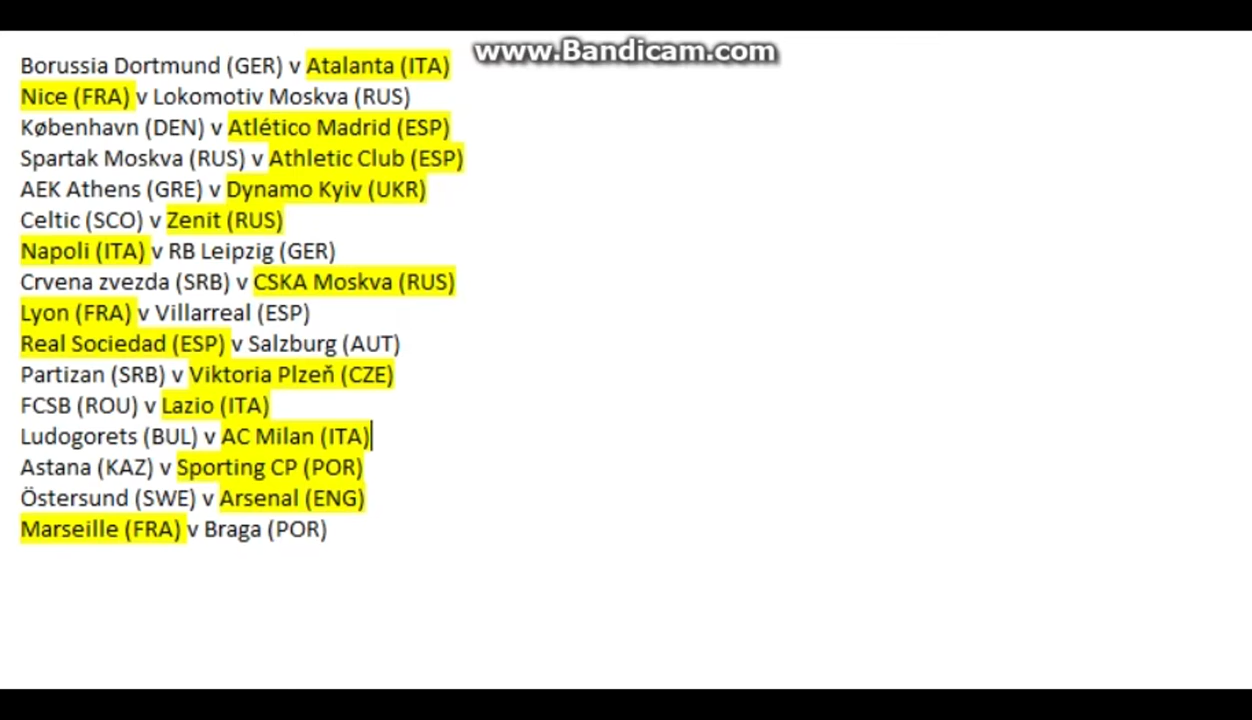 www.Bandicam.com
Borussia Dortmund (GER) v Atalanta (ITA)
Nice (FRA) v Lokomotiv Moskva (RUS)
København (DEN) v Atlético Madrid (ESP)
Spartak Moskva (RUS) v Athletic Club (ESP)
AEK Athens (GRE) v Dynamo Kyiv (UKR)
Celtic (SCO) v Zenit (RUS)
Napoli (ITA) v RB Leipzig (GER)
Crvena zvezda (SRB) v CSKA Moskva (RUS)
Lyon (FRA) v Villarreal (ESP)
Real Sociedad (ESP) v Salzburg (AUT)
Partizan (SRB) v Viktoria Plzeň (CZE)
FCSB (ROU) v Lazio (ITA)
Ludogorets (BUL) v AC Milan (ITA)
Astana (KAZ) v Sporting CP (POR)
Östersund (SWE) v Arsenal (ENG)
Marseille (FRA) v Braga (POR)